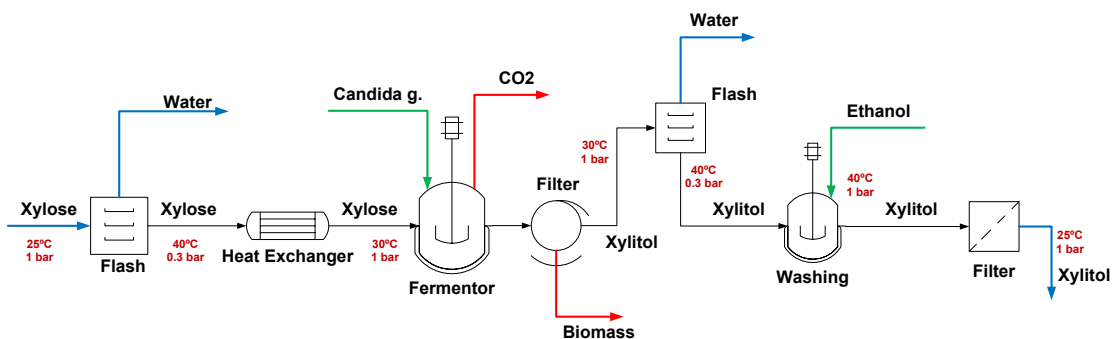 Water
CO2
Candida g.
Water
Flash
Ethanol
Xylose
25ºC
1 bar
Flash
Xylose
40ºC
0.3 bar
Heat Exchanger
Xylose
30ºC
1 bar
Fermentor
Filter
Xylitol
Biomass
30ºC
1 bar
40ºC
0.3 bar
Xylitol
40ºC
1 bar
Washing
Xylitol
Filter
25ºC
1 bar
Xylitol